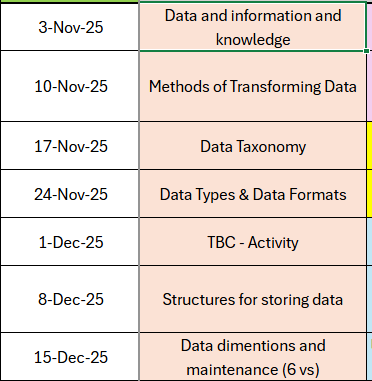 3-Nov-25
Data and information and
knowledge
10-Nov-25
Methods of Transforming Data
17-Nov-25
Data Taxonomy
24-Nov-25
Data Types & Data Formats
1-Dec-25
TBC - Activity
8-Dec-25
Structures for storing data
15-Dec-25
Data dimentions and
maintenance (6 vs)